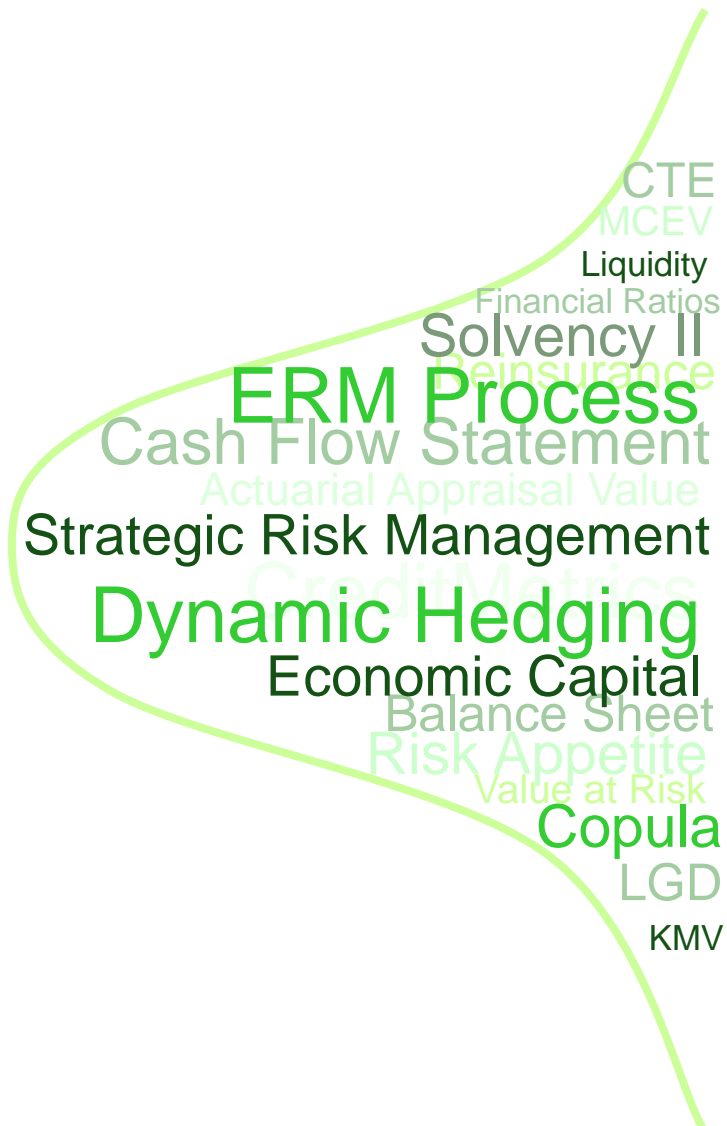 CTE
MCEV
Liquidity
Financial Ratios
Solvency II
Reinsurance
ERM Process
Cash Flow Statement
Actuarial Appraisal Value
Strategic Risk Management
CreditMetrics
Dynamic Hedging
Economic Capital
Balance Sheet
Risk Appetite
Value at Risk
Copula
LGD
KMV